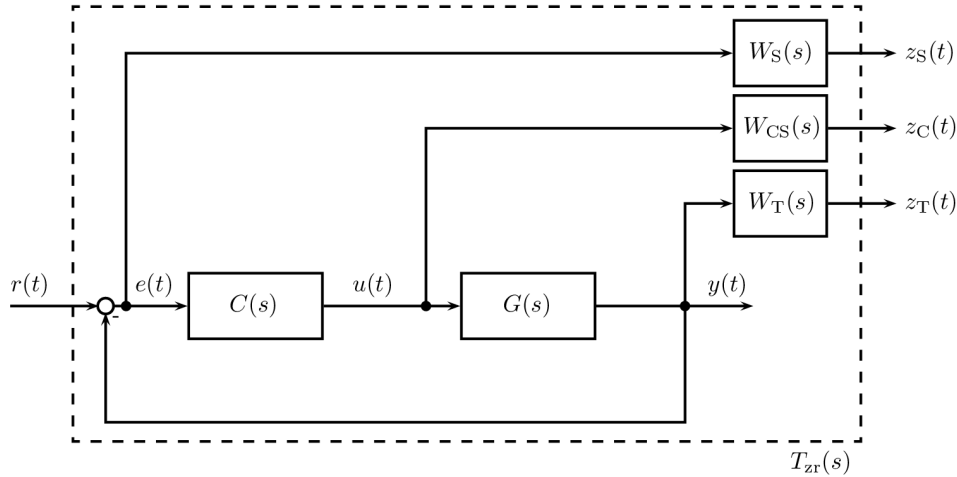 W_S(s) z_S(t)
W_CS(s) z_C(t)
W_T(s) z_T(t)
r(t) e(t) C(s) u(t) G(s) y(t)
-
T_zr(s)